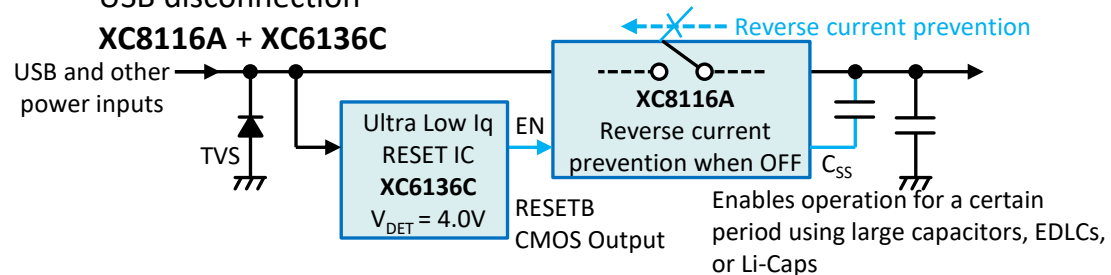 USB disconnection
XC8116A + XC6136C
USB and other
power inputs
TVS
Ultra Low Iq
RESET IC
XC6136C
VDET = 4.0V
EN
RESETB
CMOS Output
Reverse current prevention
XC8116A
Reverse current
prevention when OFF
CSS
Enables operation for a certain
period using large capacitors, EDLCs,
or Li-Caps